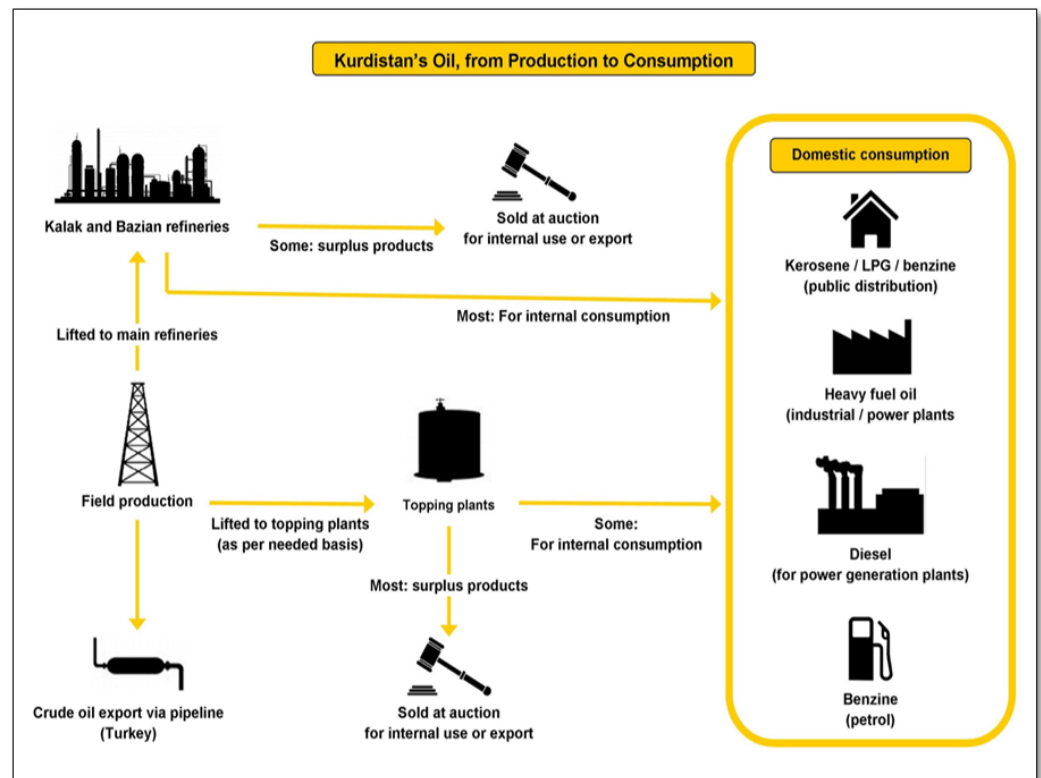 Kurdistan's Oil, from Production to Consumption
Kalak and Bazian refineries
Some: surplus products
Sold at auction
for internal use or export
Most: For internal consumption
Lifted to main refineries
Field production
Lifted to topping plants
(as per needed basis)
Topping plants
Some:
For internal consumption
Most: surplus products
Crude oil export via pipeline
(Turkey)
Sold at auction
for internal use or export
Domestic consumption
Kerosene / LPG / benzine
(public distribution)
Heavy fuel oil
(industrial / power plants
Diesel
(for power generation plants)
Benzine
(petrol)